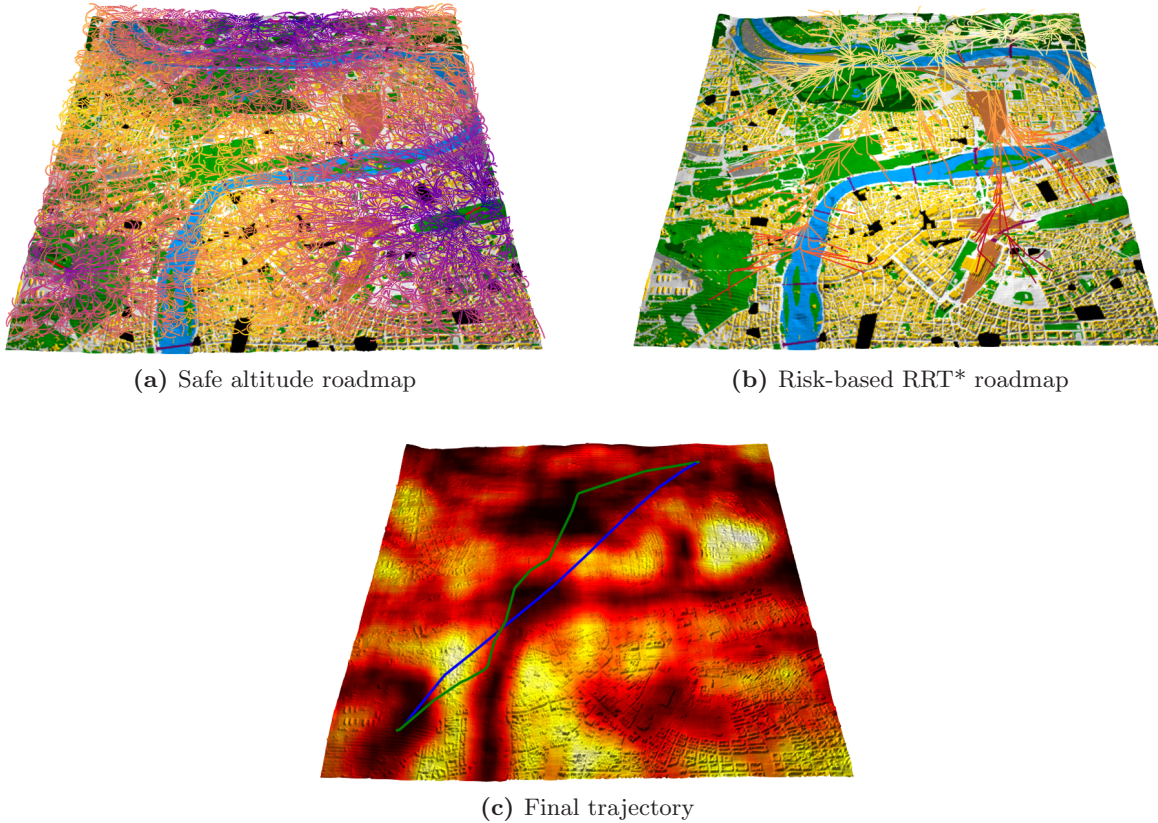 (a) Safe altitude roadmap
(b) Risk-based RRT* roadmap
(c) Final trajectory